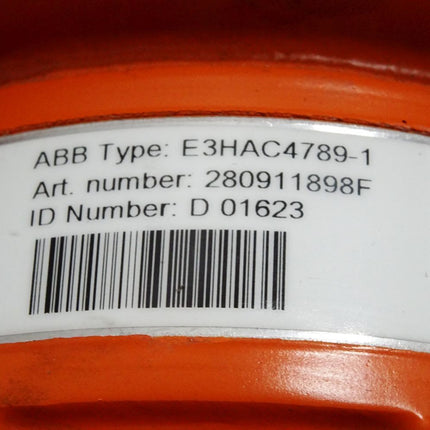 ABB Type: E3HAC4789-1
Art. number: 280911898F
ID Number: D 01623